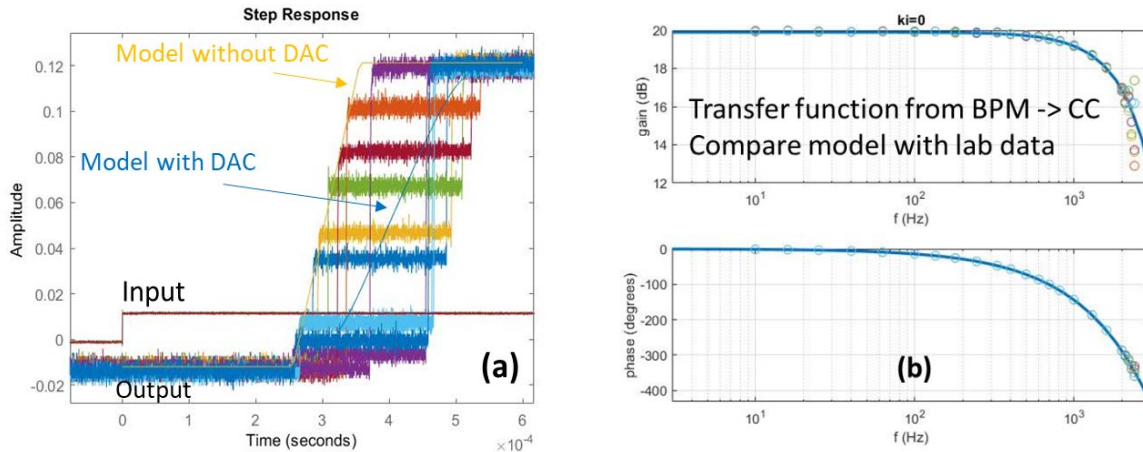 Step Response
Model without DAC
Model with DAC
Input
Output
(a)
Amplitude
0.12
0.1
0.08
0.06
0.04
0.02
0
-0.02
0 1 2 3 4 5 6
Time (seconds)
×10⁻⁴
ki=0
Transfer function from BPM -> CC
Compare model with lab data
gain (dB)
20
18
16
14
12
10¹ 10² 10³
f (Hz)
phase (degrees)
0
-100
-200
-300
-400
(b)
10¹ 10² 10³
f (Hz)